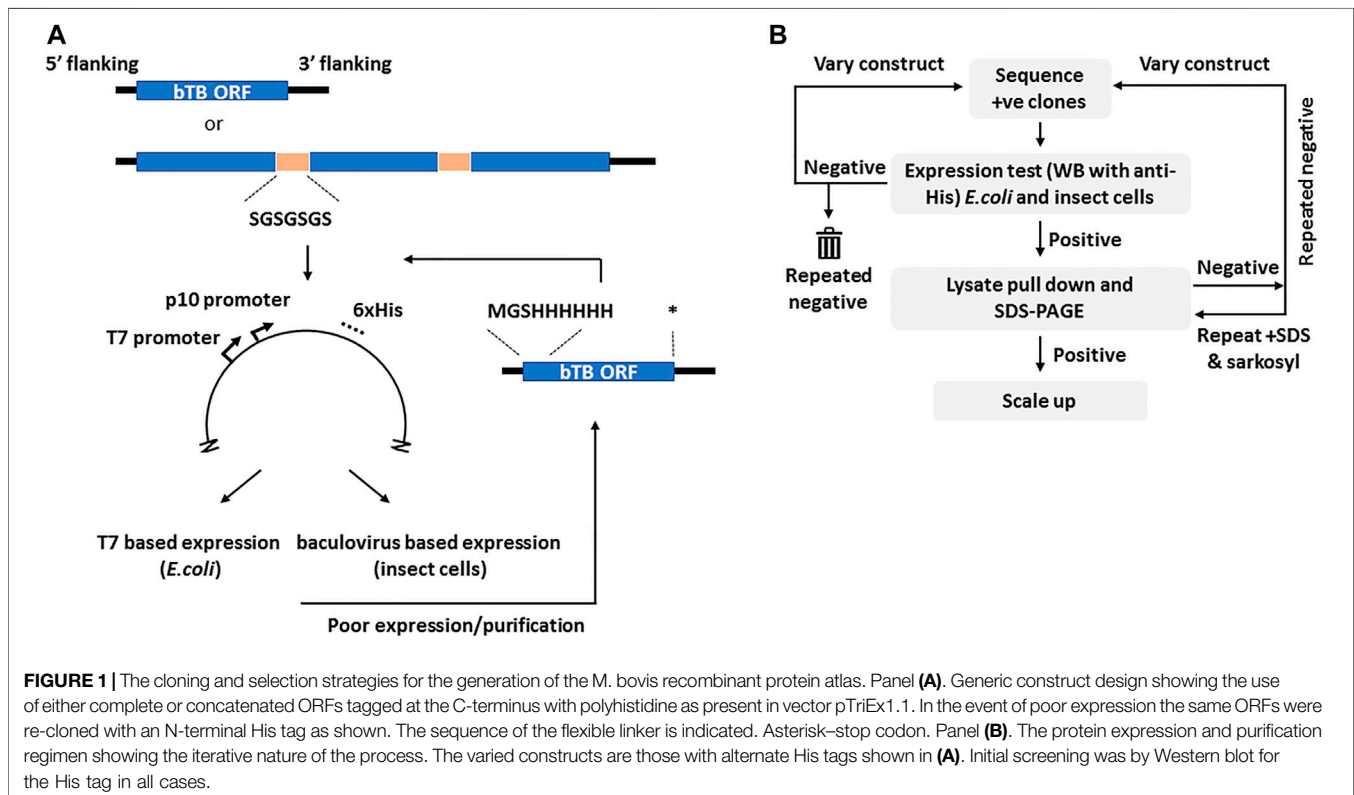 A
5' flanking
3' flanking
bTB ORF
or
SGSGSGS
p10 promoter
T7 promoter
6xHis
MGSHHHHHH
*
bTB ORF
T7 based expression
(E.coli)
baculovirus based expression
(insect cells)
Poor expression/purification
B
Vary construct
Sequence
+ve clones
Vary construct
Negative
Expression test (WB with anti-
His) E.coli and insect cells
Repeated
negative
Positive
Lysate pull down and
SDS-PAGE
Negative
Repeated negative
Repeat +SDS
& sarkosyl
Positive
Scale up
FIGURE 1 | The cloning and selection strategies for the generation of the M. bovis recombinant protein atlas. Panel (A). Generic construct design showing the use
of either complete or concatenated ORFs tagged at the C-terminus with polyhistidine as present in vector pTriEx1.1. In the event of poor expression the same ORFs were
re-cloned with an N-terminal His tag as shown. The sequence of the flexible linker is indicated. Asterisk–stop codon. Panel (B). The protein expression and purification
regimen showing the iterative nature of the process. The varied constructs are those with alternate His tags shown in (A). Initial screening was by Western blot for
the His tag in all cases.